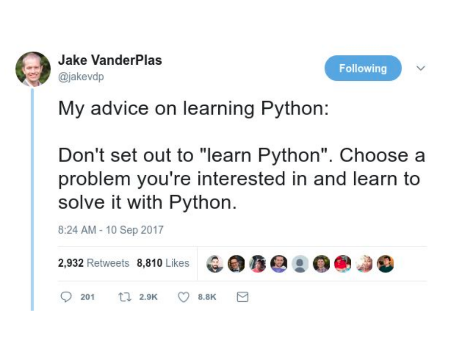 Jake VanderPlas
@jakevdp
Following
My advice on learning Python:
Don't set out to "learn Python". Choose a
problem you're interested in and learn to
solve it with Python.
8:24 AM - 10 Sep 2017
2,932 Retweets 8,810 Likes
201 2.9K 8.8K